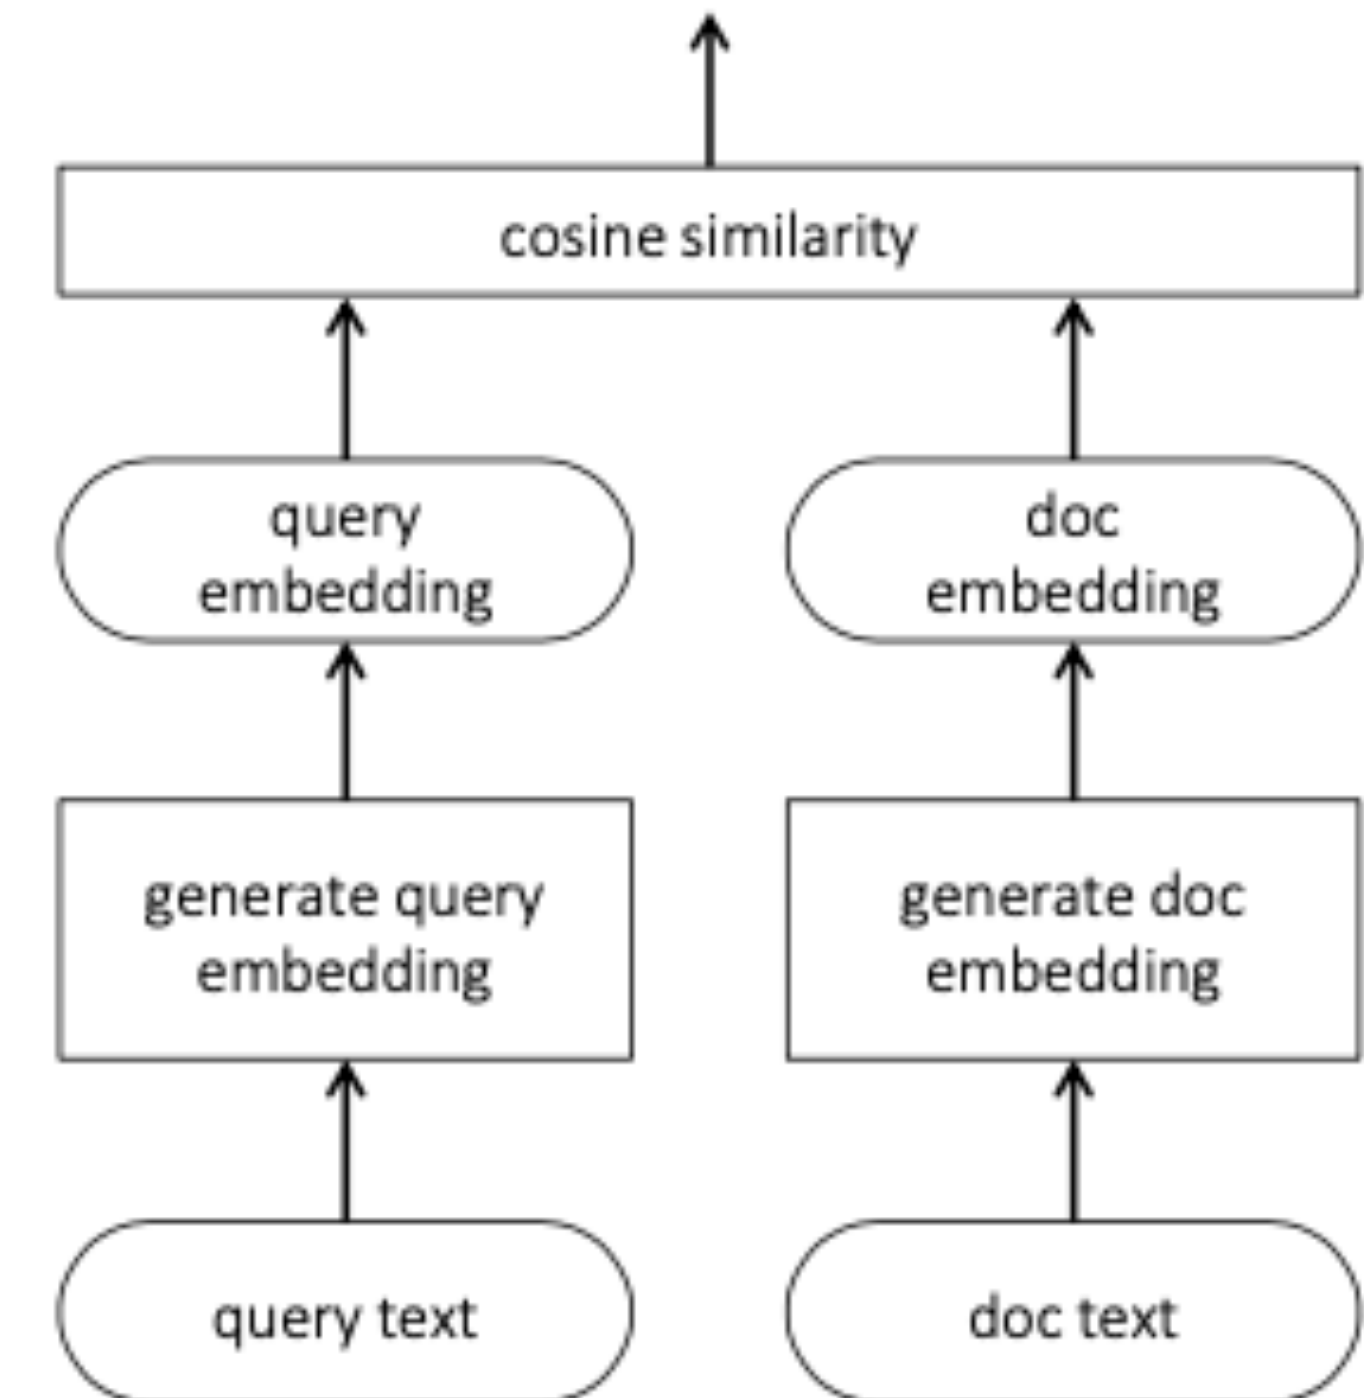 cosine similarity
query
embedding
doc
embedding
generate query
embedding
generate doc
embedding
query text
doc text